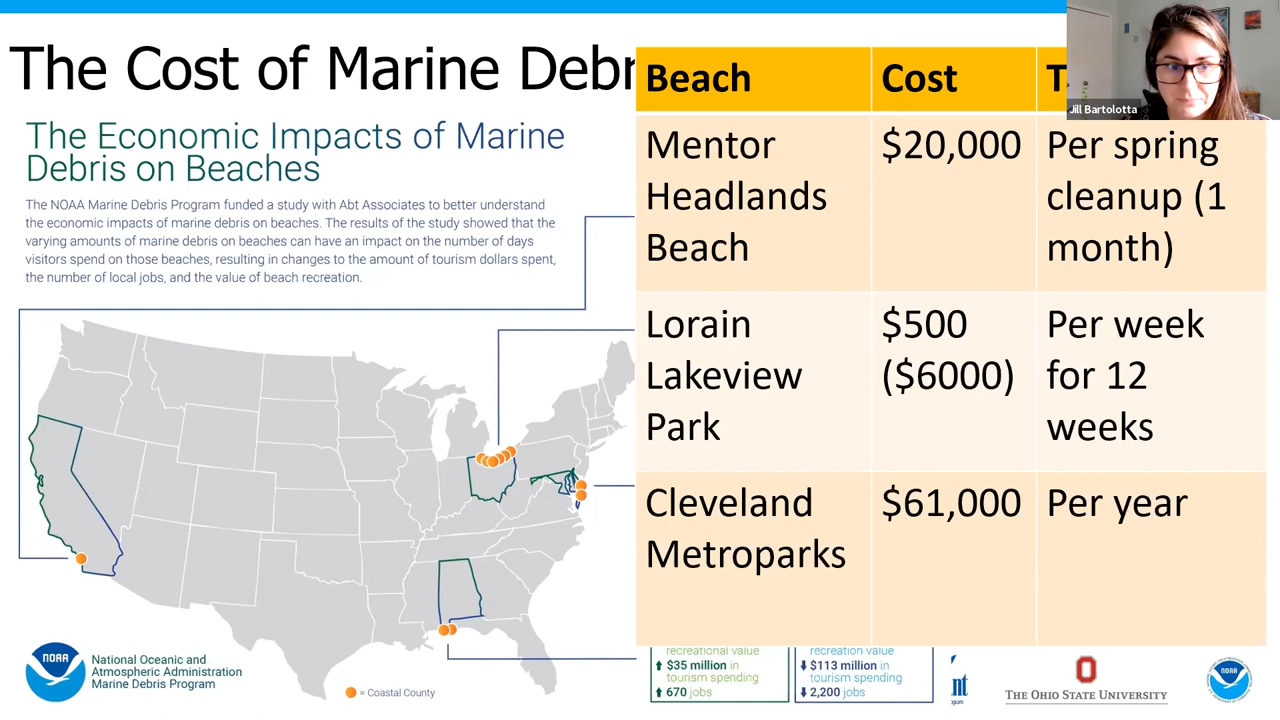 The Cost of Marine Debr
The Economic Impacts of Marine
Debris on Beaches
The NOAA Marine Debris Program funded a study with Abt Associates to better understand
the economic impacts of marine debris on beaches. The results of the study showed that the
varying amounts of marine debris on beaches can have an impact on the number of days
visitors spend on those beaches, resulting in changes to the amount of tourism dollars spent,
the number of local jobs, and the value of beach recreation.
Beach Cost T
Jill Bartolotta
Mentor Headlands Beach $20,000 Per spring cleanup (1 month)
Lorain Lakeview Park $500 ($6000) Per week for 12 weeks
Cleveland Metroparks $61,000 Per year
NOAA
National Oceanic and
Atmospheric Administration
Marine Debris Program
= Coastal County
recreational value
$35 million in
tourism spending
670 jobs
recreation value
$113 million in
tourism spending
2,200 jobs
nt
THE OHIO STATE UNIVERSITY
NOAA